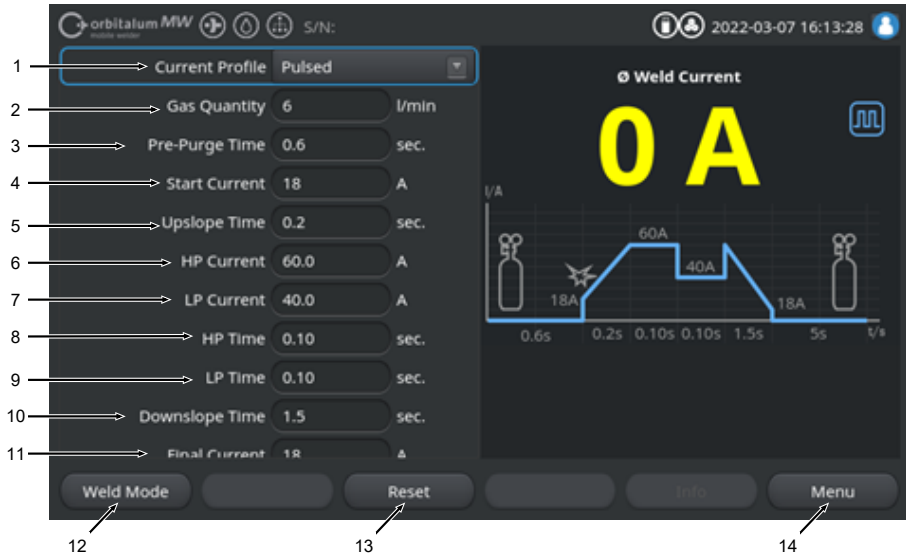 orbitalum MW S/N: 2022-03-07 16:13:28
mobile welder
1 Current Profile Pulsed
2 Gas Quantity 6 l/min
3 Pre-Purge Time 0.6 sec.
4 Start Current 18 A
5 Upslope Time 0.2 sec.
6 HP Current 60.0 A
7 LP Current 40.0 A
8 HP Time 0.10 sec.
9 LP Time 0.10 sec.
10 Downslope Time 1.5 sec.
11 Final Current 18 A
Ø Weld Current
0 A
I/A
60A
40A
18A 18A
0.6s 0.2s 0.10s 0.10s 1.5s 5s t/s
Weld Mode Reset Info Menu
12 13 14